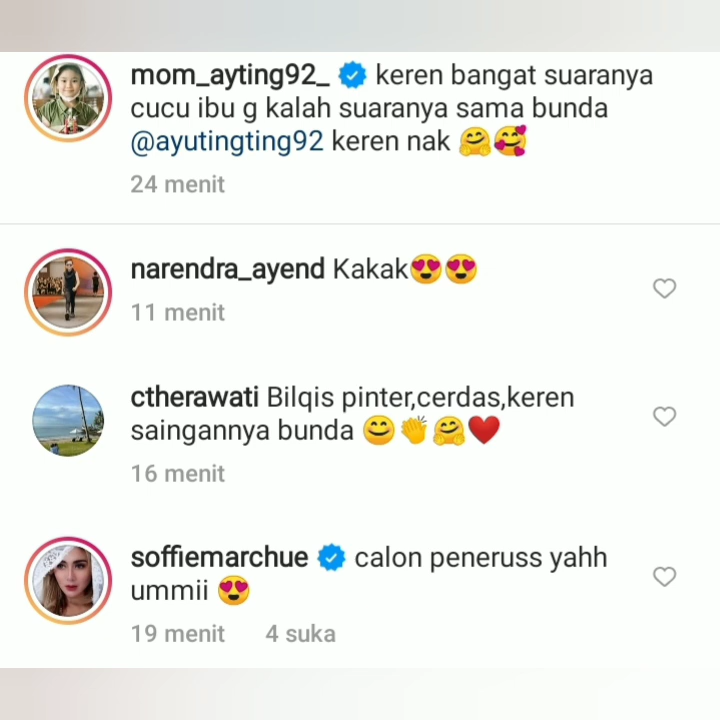 mom_ayting92_ keren bangat suaranya
cucu ibu g kalah suaranya sama bunda
@ayutingting92 keren nak 🤗🥰
24 menit
narendra_ayend Kakak😍😍
11 menit
ctherawati Bilqis pinter,cerdas,keren
saingannya bunda 😊👏🤗❤️
16 menit
soffiemarchue calon peneruss yahh
ummii 😍
19 menit 4 suka